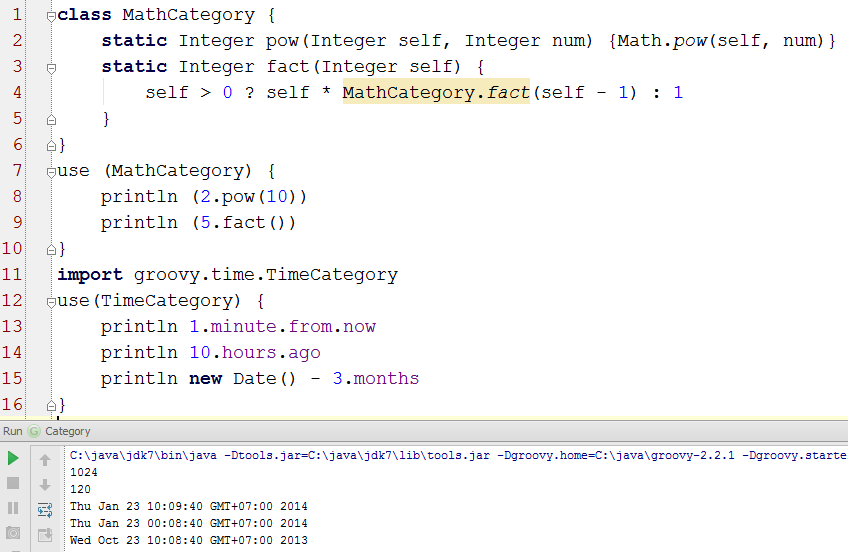 1 class MathCategory {
2     static Integer pow(Integer self, Integer num) {Math.pow(self, num)}
3     static Integer fact(Integer self) {
4         self > 0 ? self * MathCategory.fact(self - 1) : 1
5     }
6 }
7 use (MathCategory) {
8     println (2.pow(10))
9     println (5.fact())
10 }
11 import groovy.time.TimeCategory
12 use(TimeCategory) {
13     println 1.minute.from.now
14     println 10.hours.ago
15     println new Date() - 3.months
16 }
Run G Category
C:\java\jdk7\bin\java -Dtools.jar=C:\java\jdk7\lib\tools.jar -Dgroovy.home=C:\java\groovy-2.2.1 -Dgroovy.starte
1024
120
Thu Jan 23 10:09:40 GMT+07:00 2014
Thu Jan 23 00:08:40 GMT+07:00 2014
Wed Oct 23 10:08:40 GMT+07:00 2013